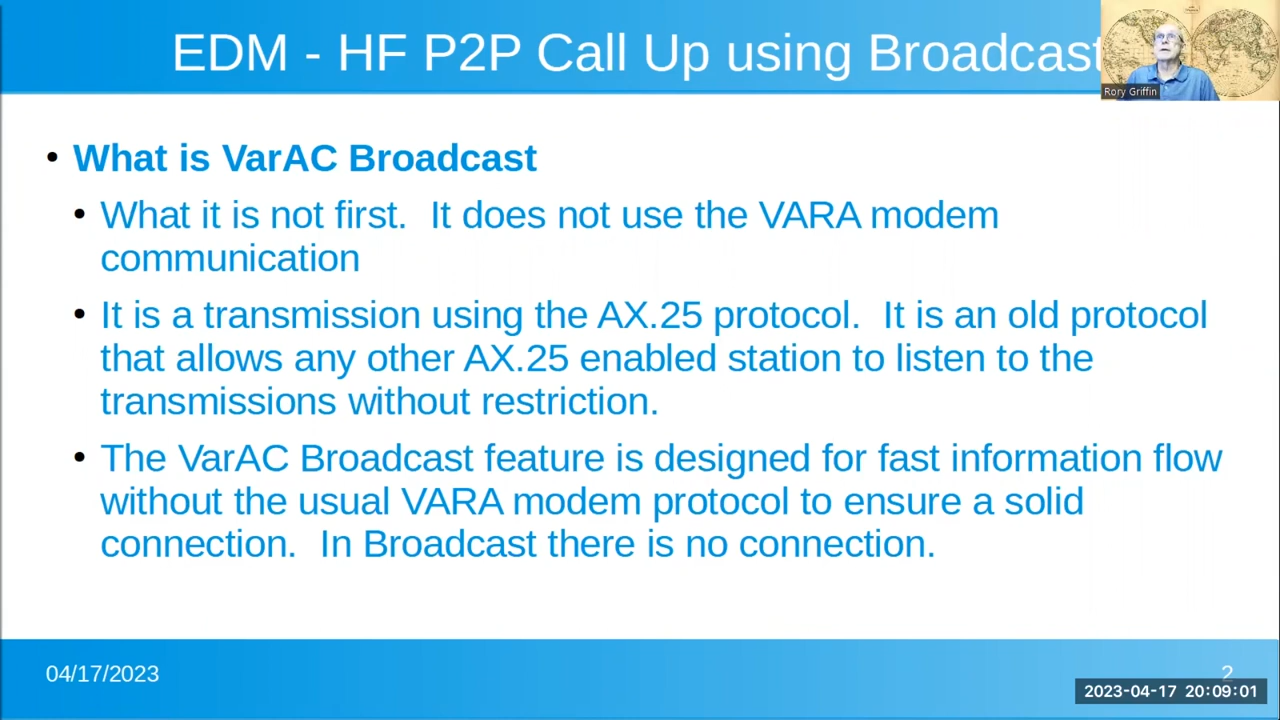 EDM - HF P2P Call Up using Broadcast
Rory Griffin
• What is VarAC Broadcast
• What it is not first.  It does not use the VARA modem
communication
• It is a transmission using the AX.25 protocol.  It is an old protocol
that allows any other AX.25 enabled station to listen to the
transmissions without restriction.
• The VarAC Broadcast feature is designed for fast information flow
without the usual VARA modem protocol to ensure a solid
connection.  In Broadcast there is no connection.
04/17/2023
2
2023-04-17 20:09:01